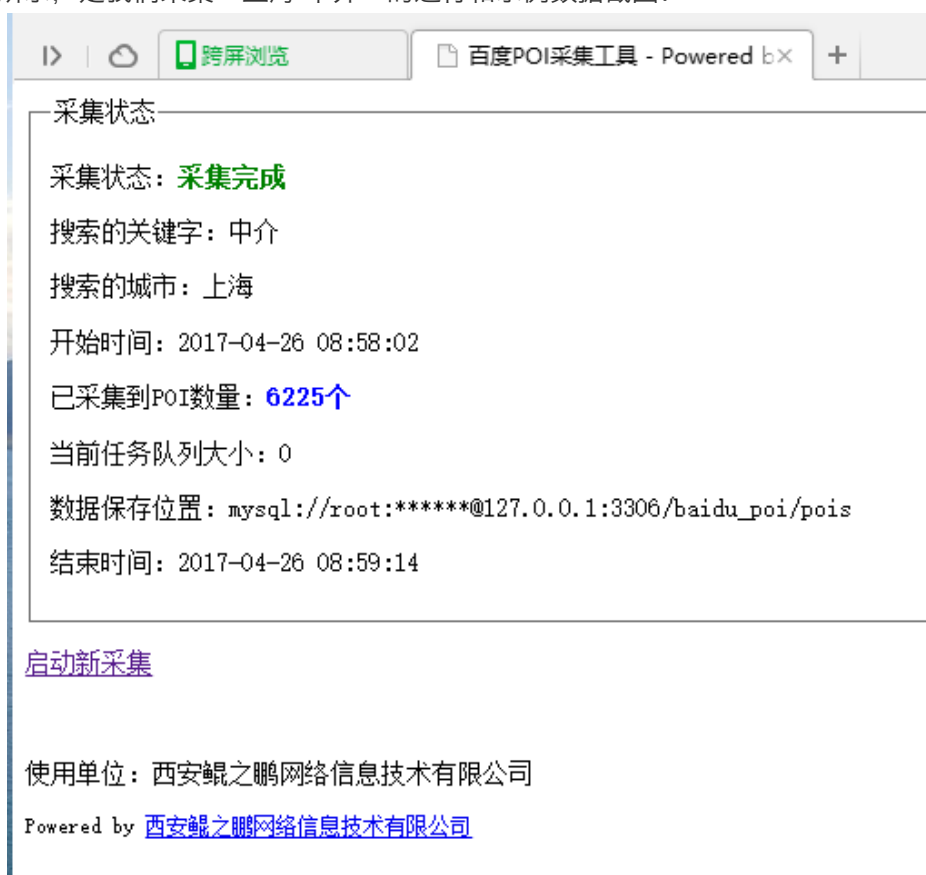 跨屏浏览
百度POI采集工具 - Powered b
采集状态
采集状态：采集完成
搜索的关键字：中介
搜索的城市：上海
开始时间：2017-04-26 08:58:02
已采集到POI数量：6225个
当前任务队列大小：0
数据保存位置：mysql://root:******@127.0.0.1:3306/baidu_poi/pois
结束时间：2017-04-26 08:59:14
启动新采集
使用单位：西安鲲之鹏网络信息技术有限公司
Powered by 西安鲲之鹏网络信息技术有限公司